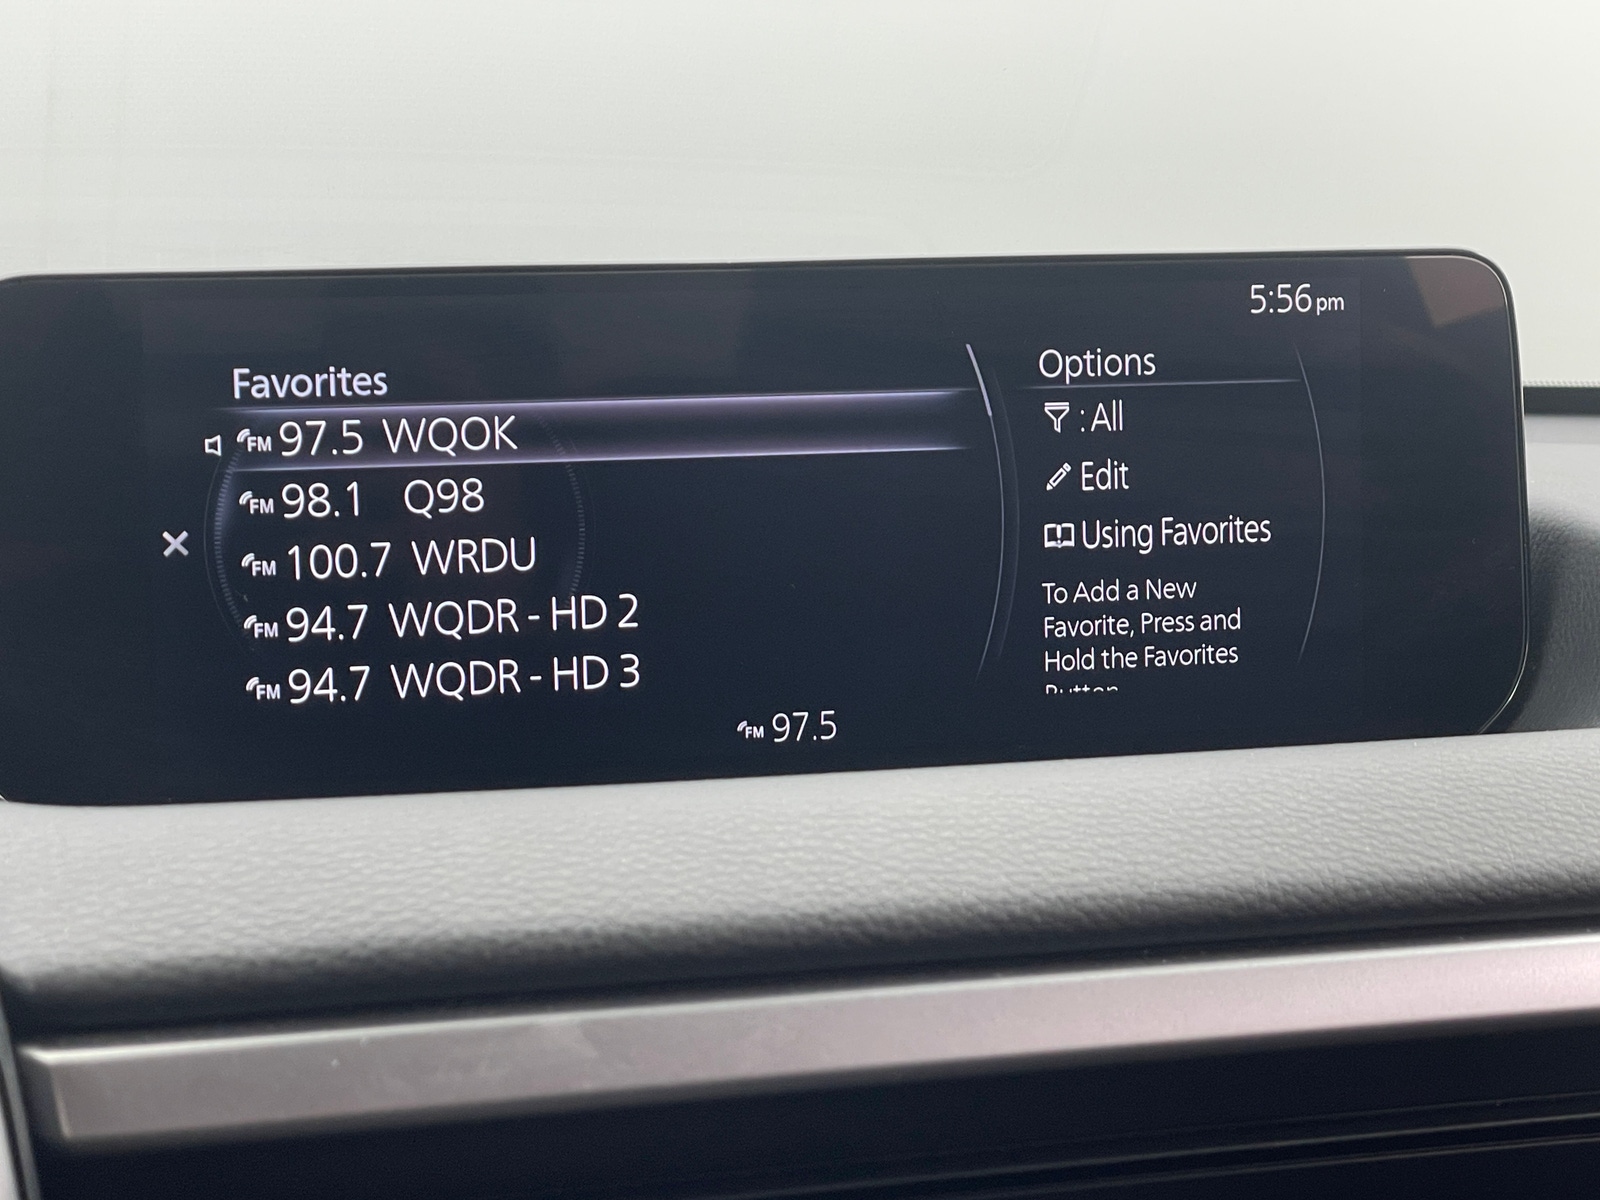 5:56 pm
Favorites
FM 97.5 WQOK
FM 98.1 Q98
FM 100.7 WRDU
FM 94.7 WQDR - HD 2
FM 94.7 WQDR - HD 3
FM 97.5
Options
: All
Edit
Using Favorites
To Add a New
Favorite, Press and
Hold the Favorites
Button